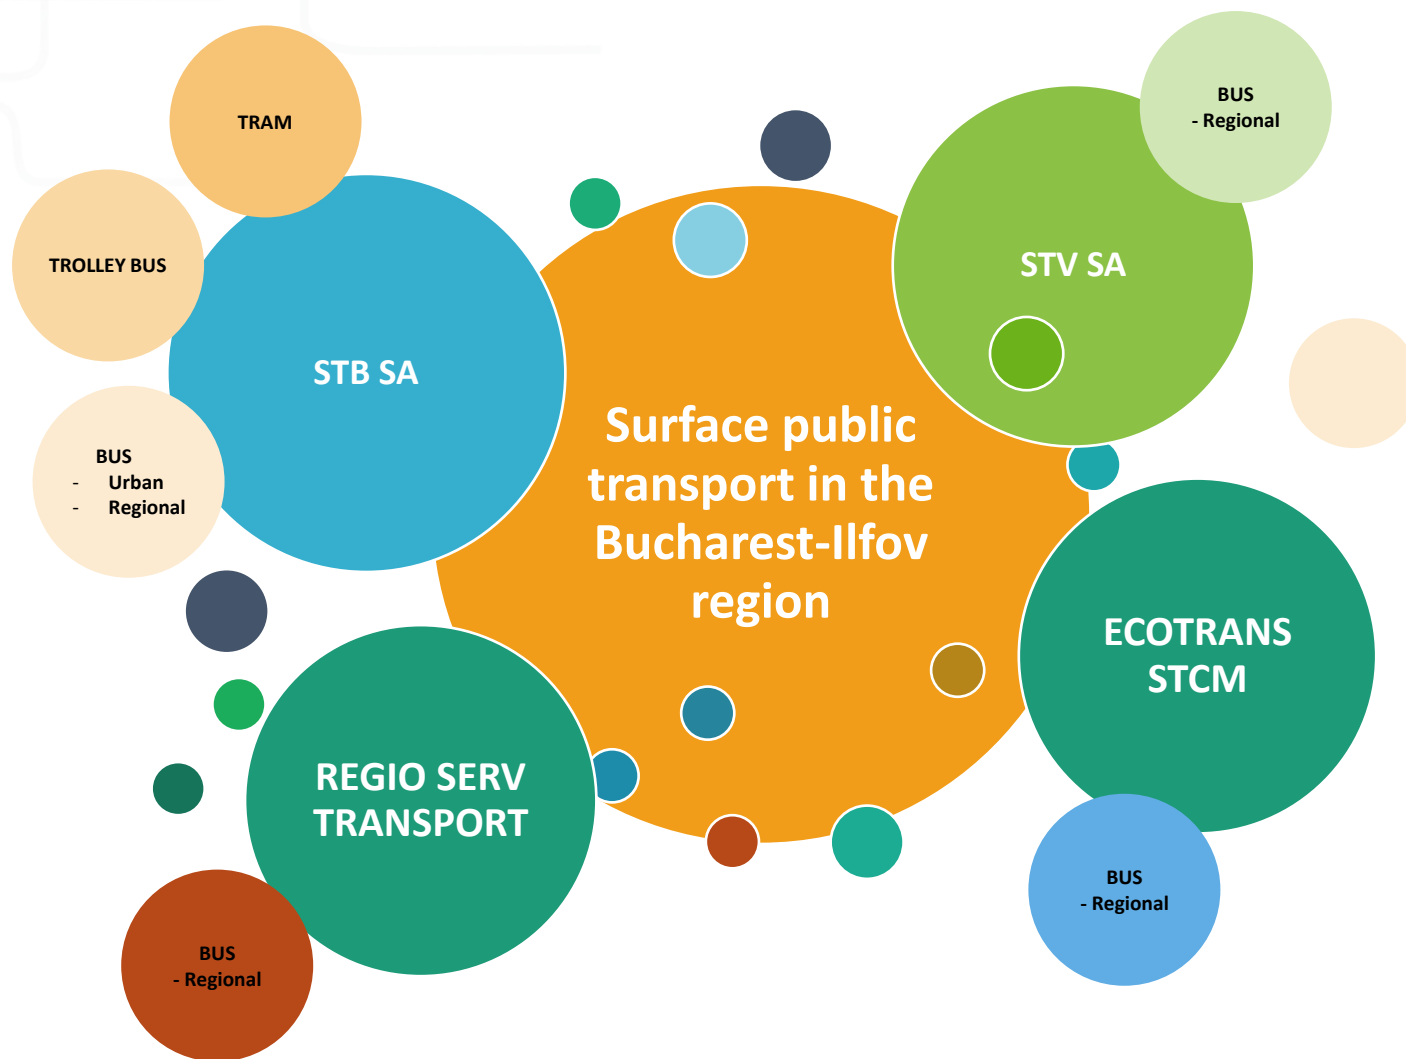 TRAM
TROLLEY BUS
STB SA
BUS
- Urban
- Regional
BUS
- Regional
STV SA
Surface public
transport in the
Bucharest-Ilfov
region
ECOTRANS
STCM
BUS
- Regional
REGIO SERV
TRANSPORT
BUS
- Regional